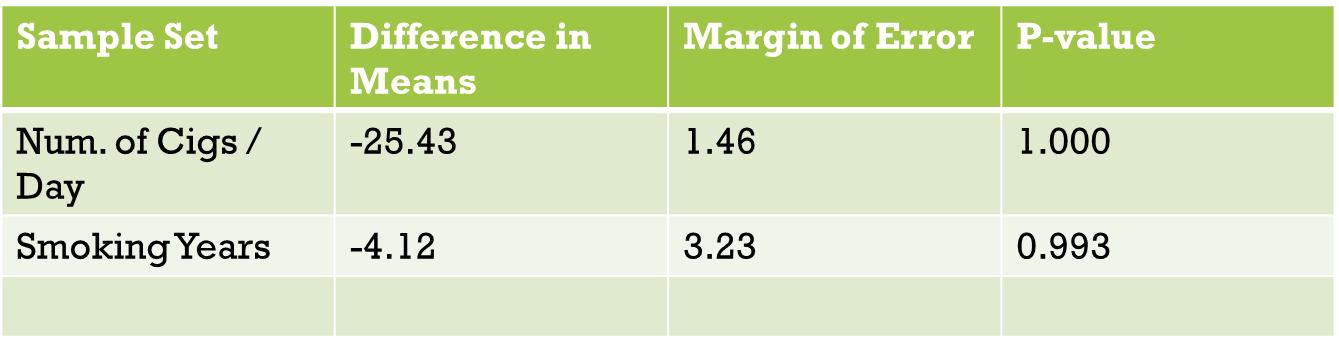 Sample Set
Difference in
Means
Margin of Error
P-value
Num. of Cigs /
Day
-25.43
1.46
1.000
Smoking Years
-4.12
3.23
0.993